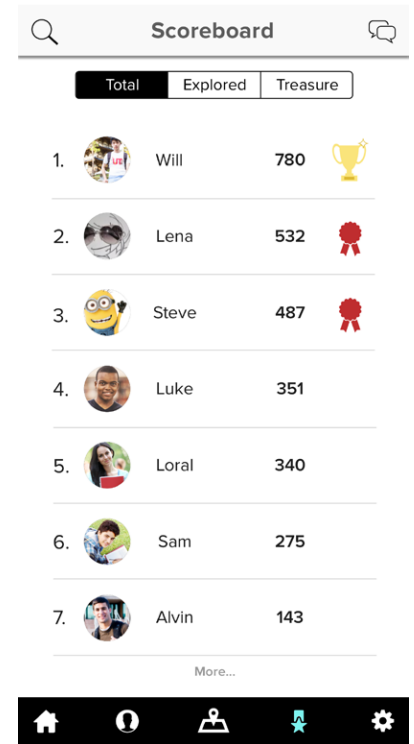 Scoreboard
Total Explored Treasure
1. Will 780
2. Lena 532
3. Steve 487
4. Luke 351
5. Loral 340
6. Sam 275
7. Alvin 143
More...